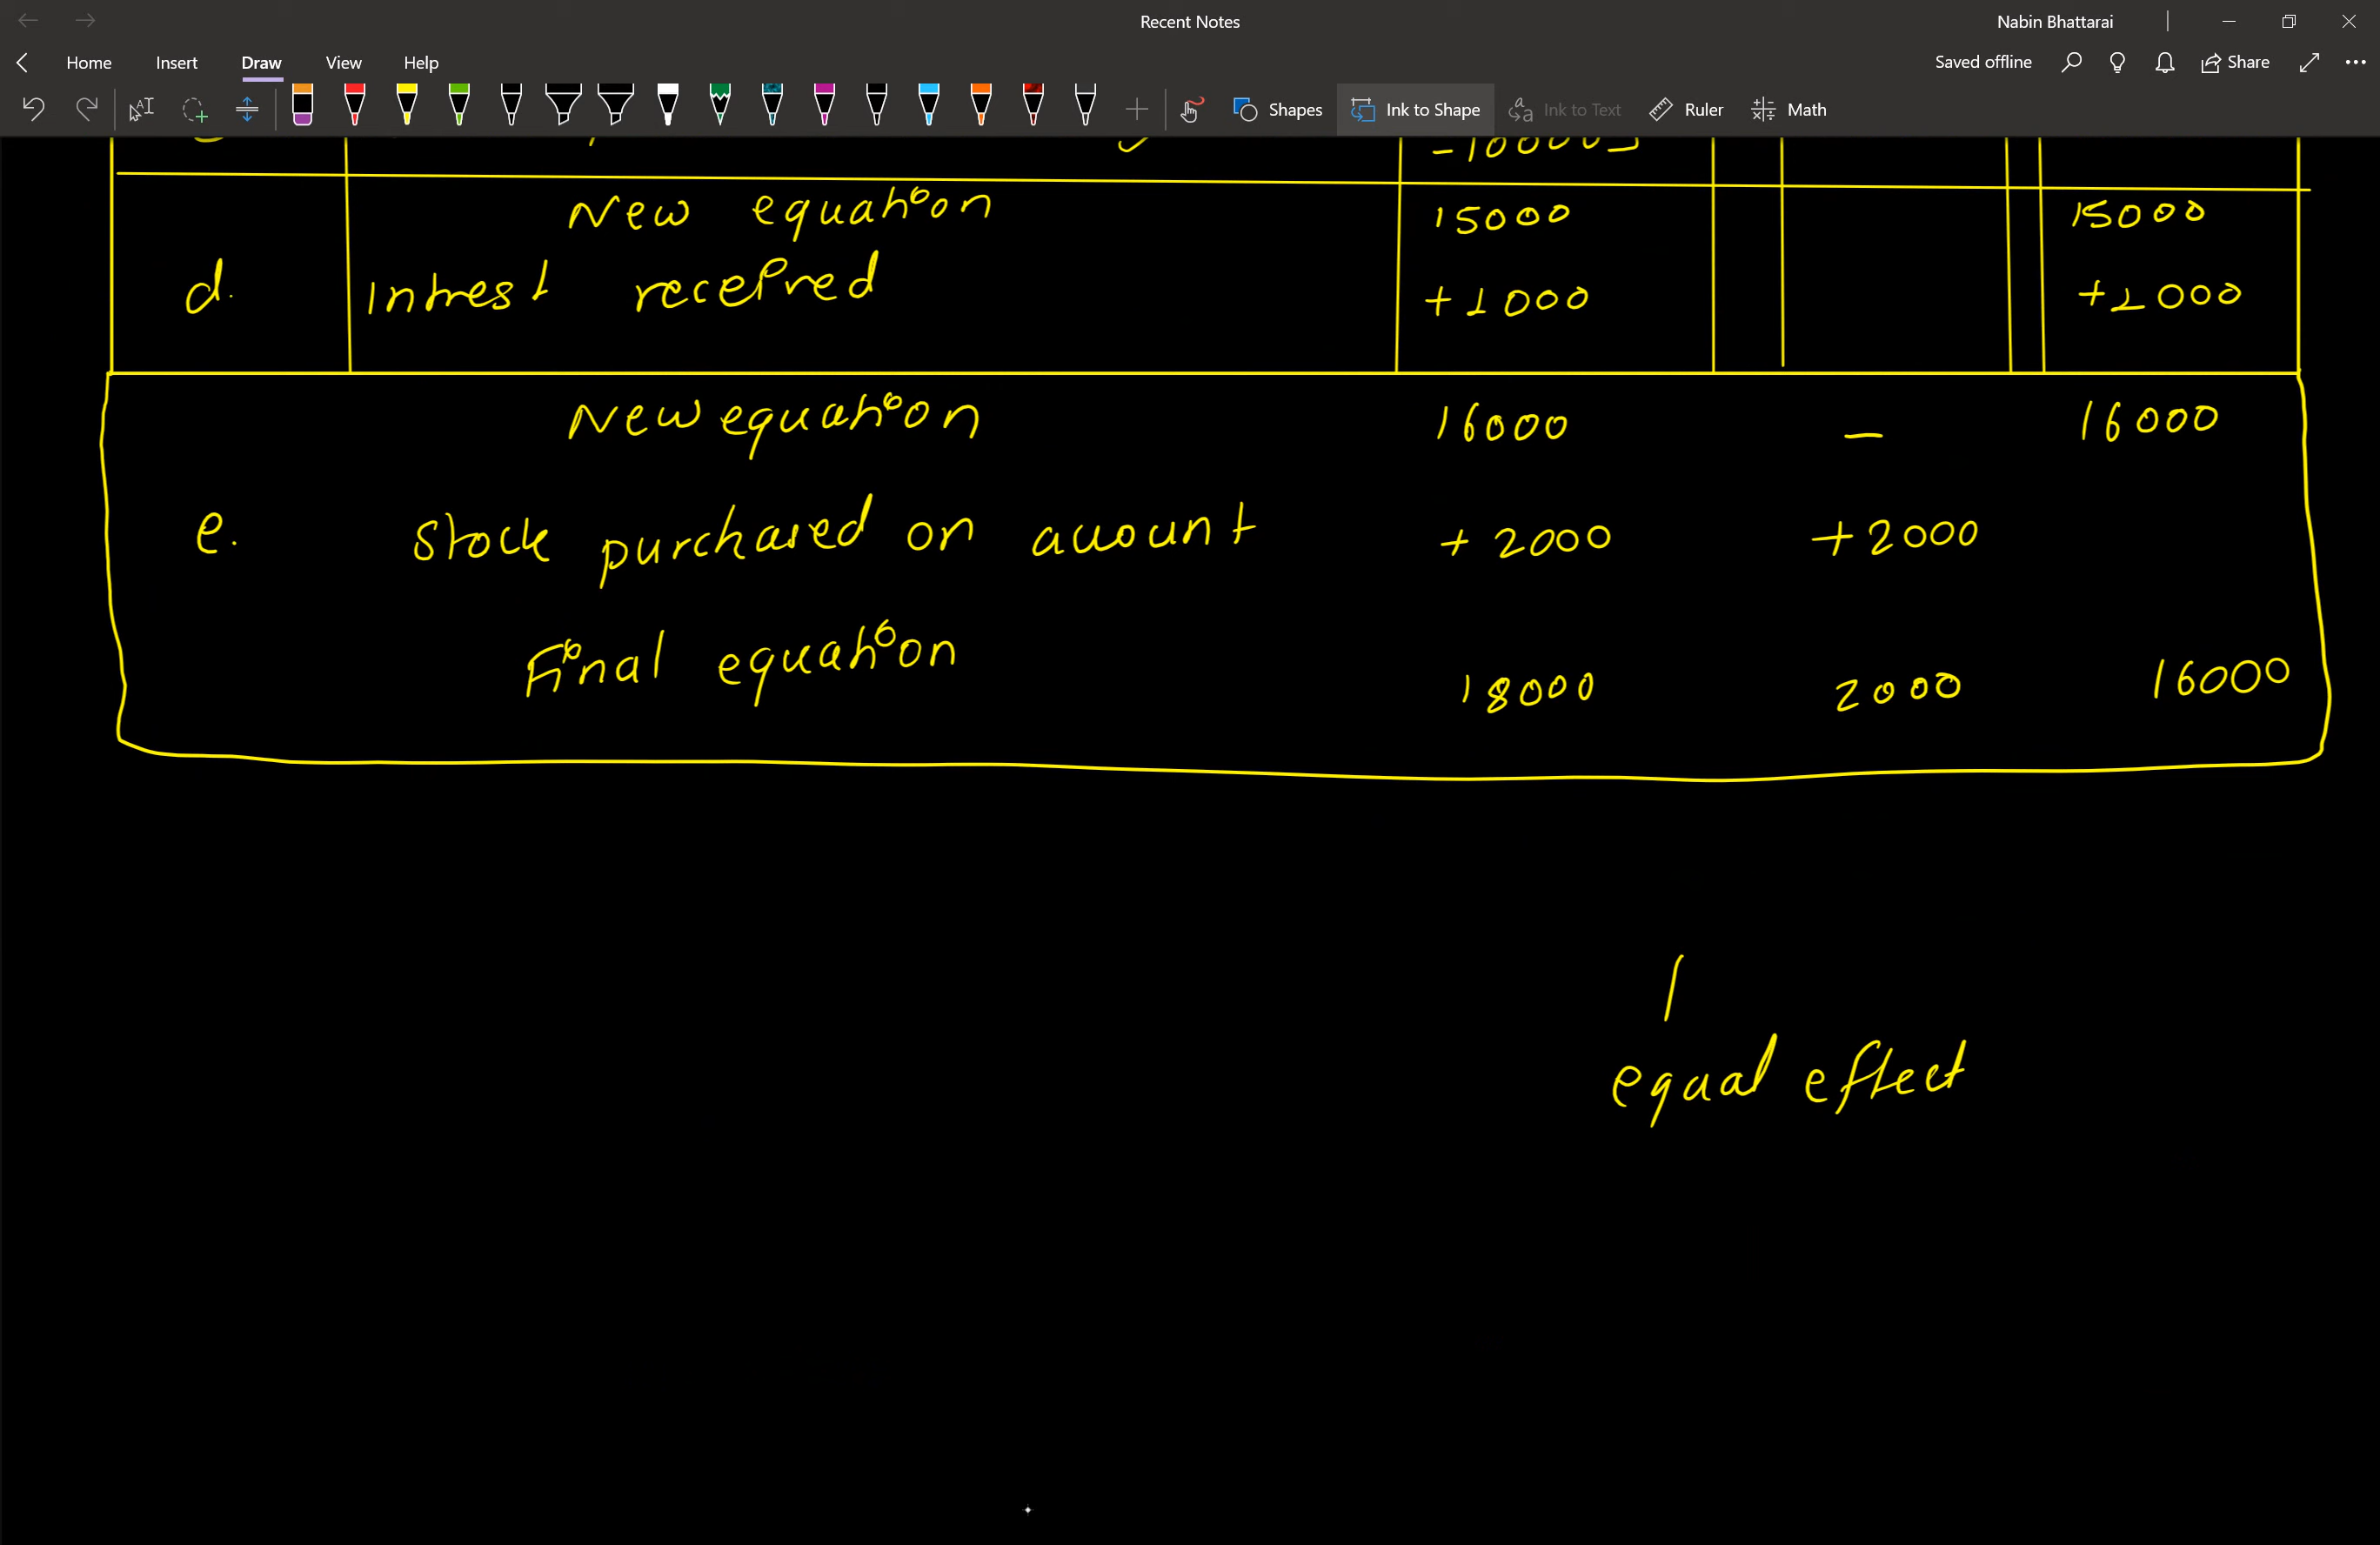 Recent Notes
Nabin Bhattarai
Home Insert Draw View Help
Saved offline Share
Shapes Ink to Shape Ink to Text Ruler Math
-10000
New equation 15000 15000
d. Intrest received +1000 +1000
New equation 16000 - 16000
e. Stock purchased on account +2000 +2000
Final equation 18000 2000 16000
equal effect